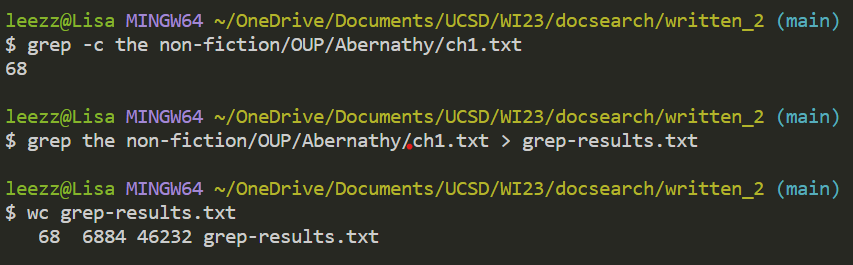 leezz@Lisa MINGW64 ~/OneDrive/Documents/UCSD/WI23/docsearch/written_2 (main)
$ grep -c the non-fiction/OUP/Abernathy/ch1.txt
68
leezz@Lisa MINGW64 ~/OneDrive/Documents/UCSD/WI23/docsearch/written_2 (main)
$ grep the non-fiction/OUP/Abernathy/ch1.txt > grep-results.txt
leezz@Lisa MINGW64 ~/OneDrive/Documents/UCSD/WI23/docsearch/written_2 (main)
$ wc grep-results.txt
68 6884 46232 grep-results.txt